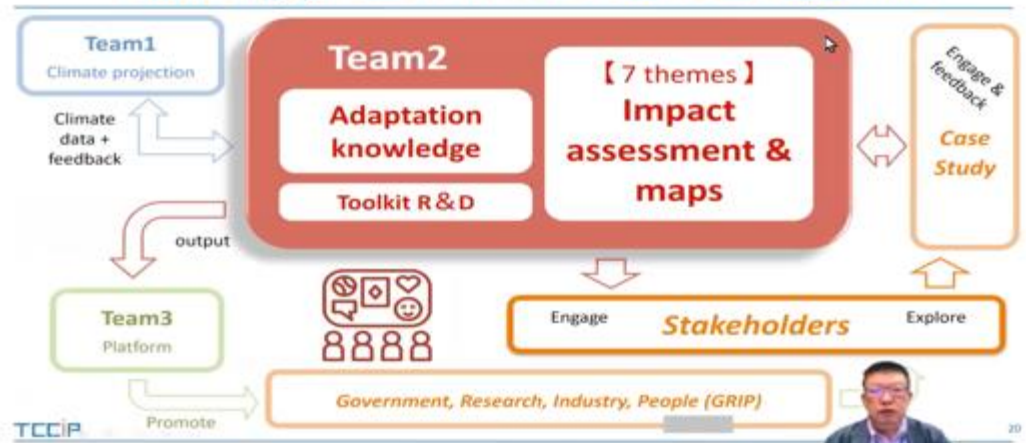 Team1
Climate projection
Climate
data +
feedback
Team2
Adaptation
knowledge
Toolkit R&D
【7 themes】
Impact
assessment &
maps
Engage &
feedback
Case
Study
output
Team3
Platform
Engage
Stakeholders
Explore
Promote
Government, Research, Industry, People (GRIP)
TCCIP
20